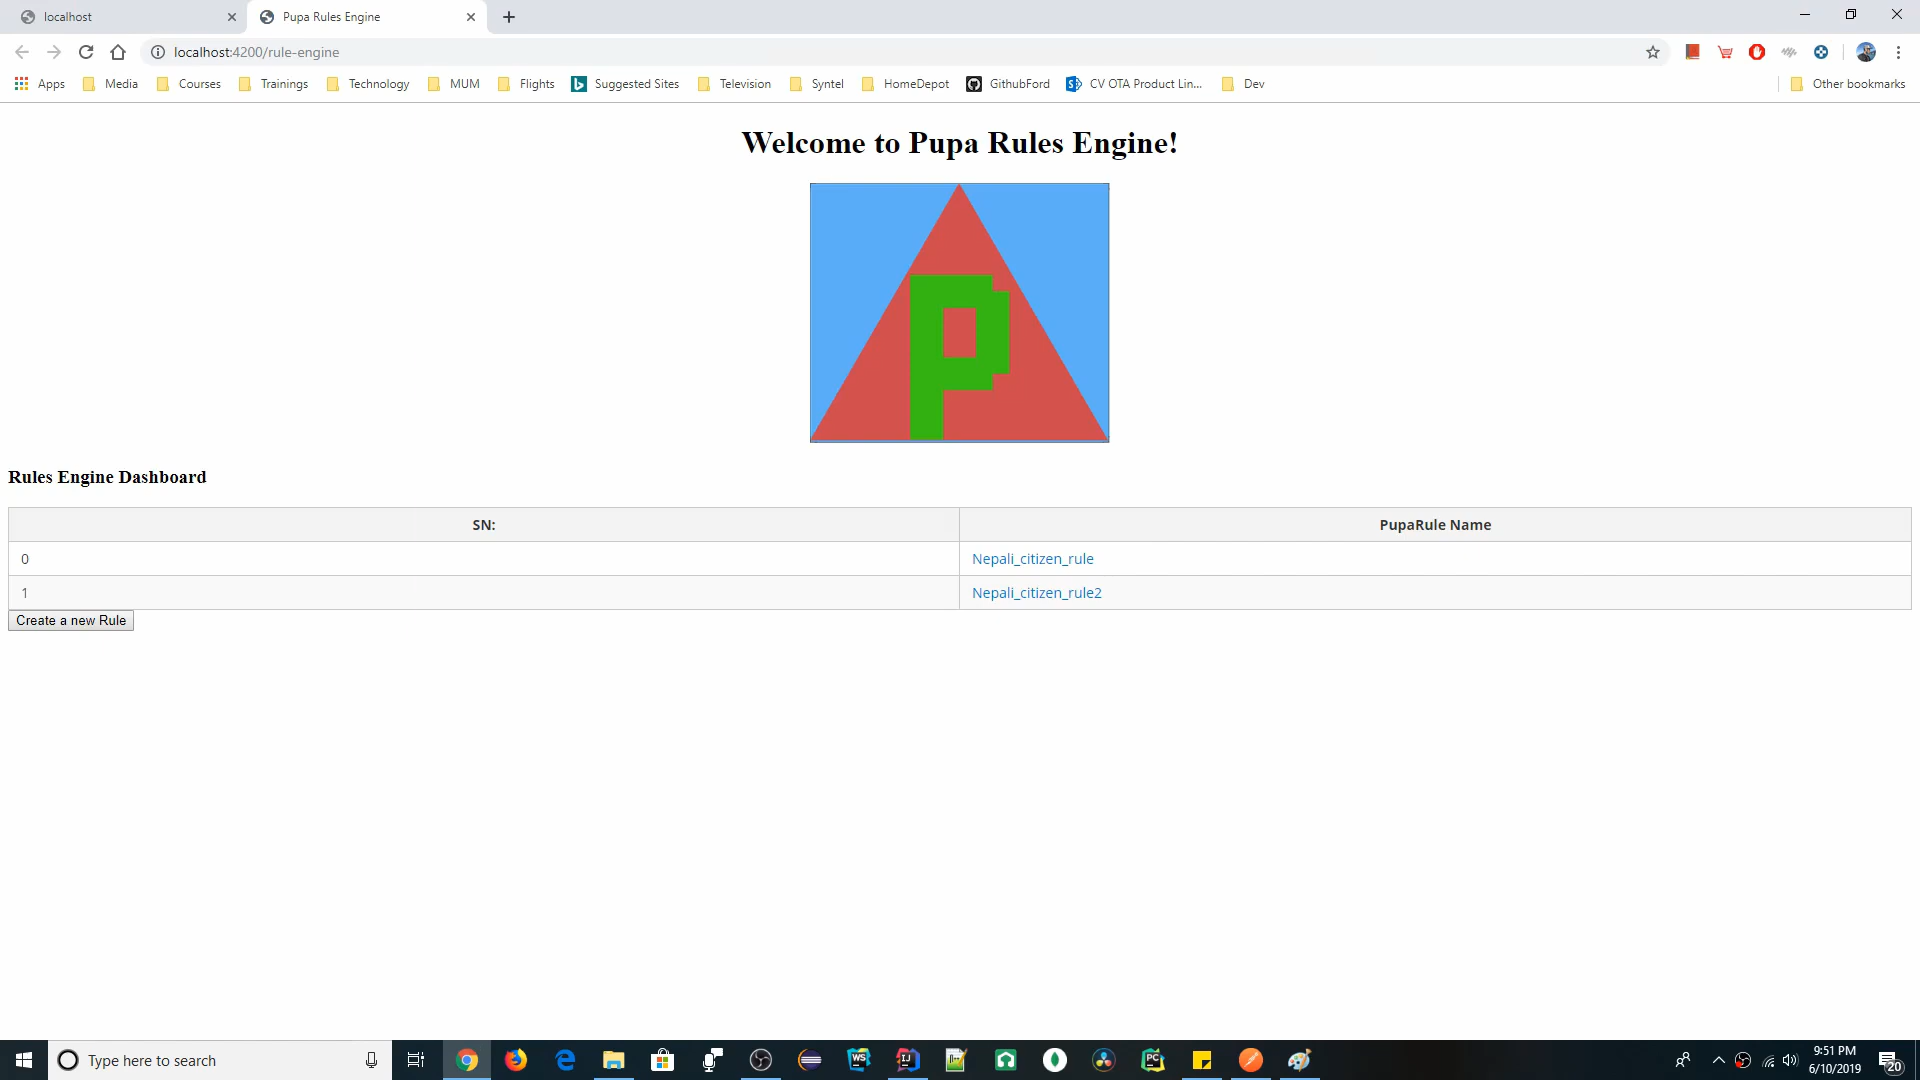 localhost
Pupa Rules Engine
localhost:4200/rule-engine
Apps Media Courses Trainings Technology MUM Flights Suggested Sites Television Syntel HomeDepot GithubFord CV OTA Product Lin... Dev Other bookmarks
Welcome to Pupa Rules Engine!
P
Rules Engine Dashboard
SN: PupaRule Name
0 Nepali_citizen_rule
1 Nepali_citizen_rule2
Create a new Rule
Type here to search
WS
IJ
PC
9:51 PM
6/10/2019
20